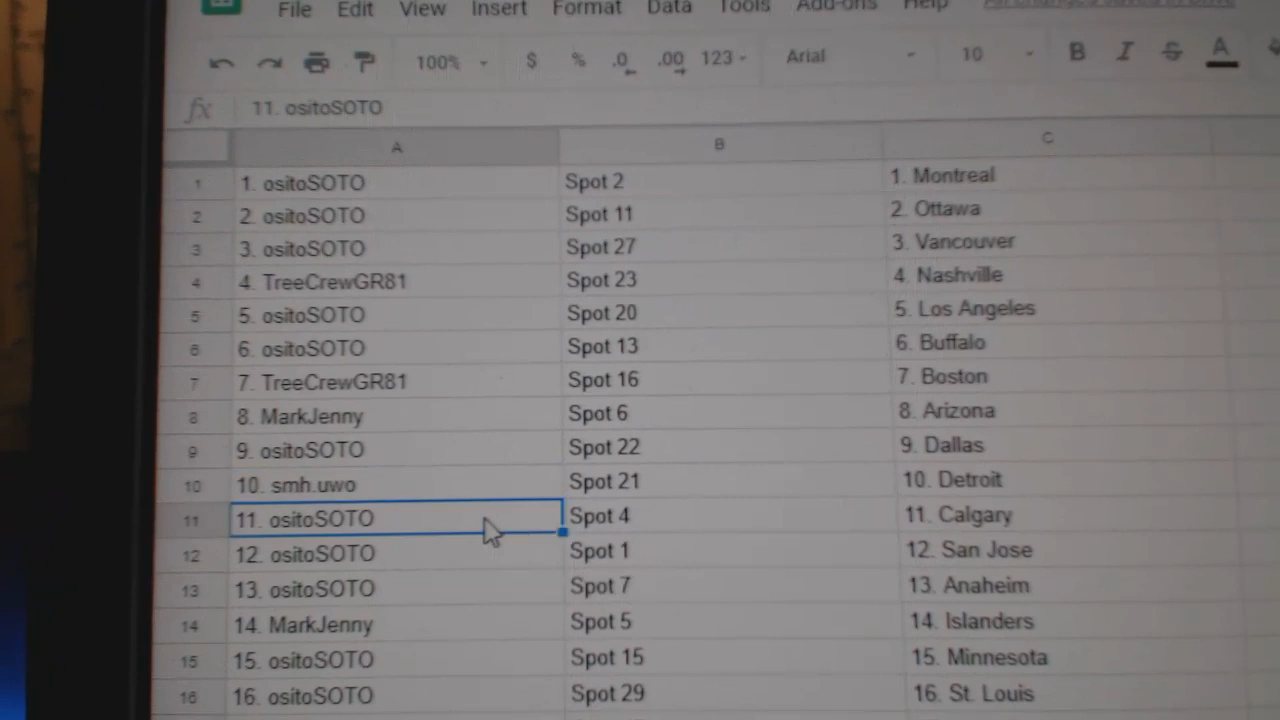 File Edit View Insert Format Data Tools Add-ons Help
100% $ % .0 .00 123 Arial 10 B I S A
fx 11. ositoSOTO
A B C
1 1. ositoSOTO Spot 2 1. Montreal
2 2. ositoSOTO Spot 11 2. Ottawa
3 3. ositoSOTO Spot 27 3. Vancouver
4 4. TreeCrewGR81 Spot 23 4. Nashville
5 5. ositoSOTO Spot 20 5. Los Angeles
6 6. ositoSOTO Spot 13 6. Buffalo
7 7. TreeCrewGR81 Spot 16 7. Boston
8 8. MarkJenny Spot 6 8. Arizona
9 9. ositoSOTO Spot 22 9. Dallas
10 10. smh.uwo Spot 21 10. Detroit
11 11. ositoSOTO Spot 4 11. Calgary
12 12. ositoSOTO Spot 1 12. San Jose
13 13. ositoSOTO Spot 7 13. Anaheim
14 14. MarkJenny Spot 5 14. Islanders
15 15. ositoSOTO Spot 15 15. Minnesota
16 16. ositoSOTO Spot 29 16. St. Louis